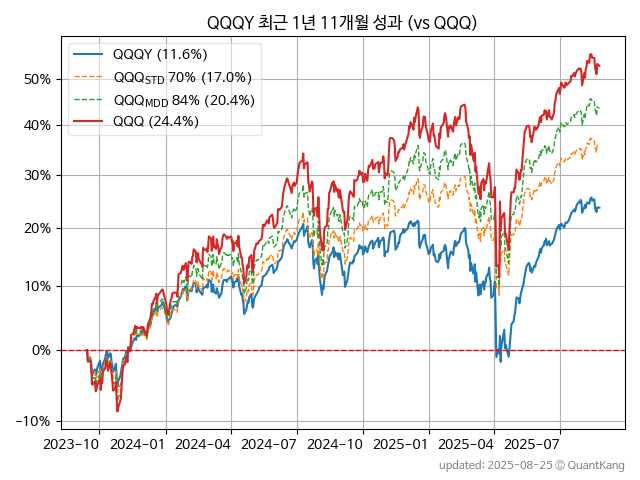 QQQY 최근 1년 11개월 성과 (vs QQQ)
QQQY (11.6%)
QQQSTD 70% (17.0%)
QQQMDD 84% (20.4%)
QQQ (24.4%)
50%
40%
30%
20%
10%
0%
−10%
2023-10 2024-01 2024-04 2024-07 2024-10 2025-01 2025-04 2025-07
updated: 2025-08-25 © QuantKang